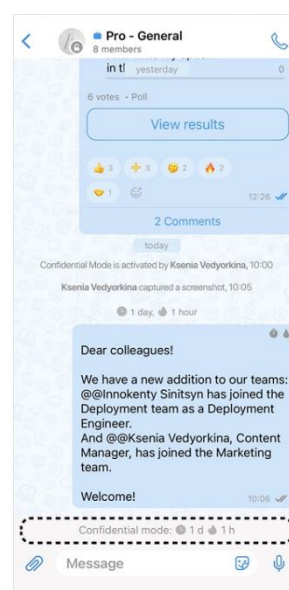 Pro - General
8 members
in tl
yesterday
0
6 votes • Poll
View results
3
3
2
2
1
12:26
2 Comments
today
Confidential Mode is activated by Ksenia Vedyorkina, 10:00
Ksenia Vedyorkina captured a screenshot, 10:05
1 day, 1 hour
Dear colleagues!
We have a new addition to our teams:
@@Innokenty Sinitsyn has joined the
Deployment team as a Deployment
Engineer.
And @@Ksenia Vedyorkina, Content
Manager, has joined the Marketing
team.
Welcome!
10:06
Confidential mode: 1 d 1 h
Message